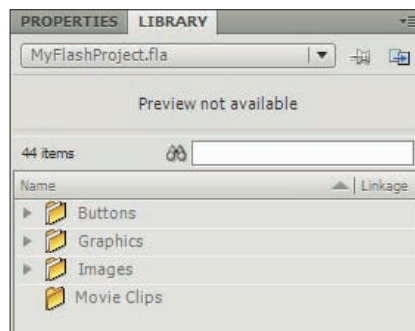 PROPERTIES LIBRARY
MyFlashProject.fla
Preview not available
44 items
Name Linkage
Buttons
Graphics
Images
Movie Clips